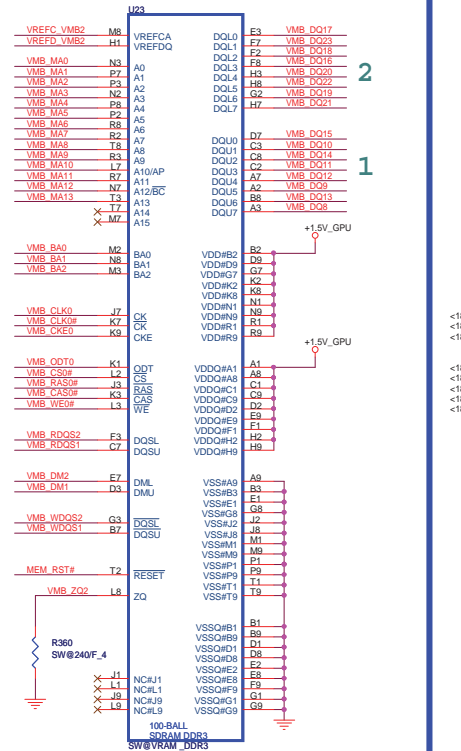 U23
VREFC_VMB2 M8 VREFCA
VREFD_VMB2 H1 VREFDQ
VMB_MA0 N3 A0
VMB_MA1 P7 A1
VMB_MA2 P3 A2
VMB_MA3 N2 A3
VMB_MA4 P8 A4
VMB_MA5 P2 A5
VMB_MA6 R8 A6
VMB_MA7 R2 A7
VMB_MA8 T8 A8
VMB_MA9 R3 A9
VMB_MA10 L7 A10/AP
VMB_MA11 R7 A11
VMB_MA12 N7 A12/BC
VMB_MA13 T3 A13
T7 A14
M7 A15
VMB_BA0 M2 BA0
VMB_BA1 N8 BA1
VMB_BA2 M3 BA2
VMB_CLK0 J7 CK
VMB_CLK0# K7 CK
VMB_CKE0 K9 CKE
VMB_ODT0 K1 ODT
VMB_CS0# L2 CS
VMB_RAS0# J3 RAS
VMB_CAS0# K3 CAS
VMB_WE0# L3 WE
VMB_RDQS2 F3 DQSL
VMB_RDQS1 C7 DQSU
VMB_DM2 E7 DML
VMB_DM1 D3 DMU
VMB_WDQS2 G3 DQSL
VMB_WDQS1 B7 DQSU
MEM_RST# T2 RESET
VMB_ZQ2 L8 ZQ
R360
SW@240/F_4
J1 NC#J1
L1 NC#L1
J9 NC#J9
L9 NC#L9
DQL0 E3 VMB_DQ17
DQL1 F7 VMB_DQ23
DQL2 F2 VMB_DQ18
DQL3 F8 VMB_DQ16
DQL4 H3 VMB_DQ20
DQL5 H8 VMB_DQ22
DQL6 G2 VMB_DQ19
DQL7 H7 VMB_DQ21
2
DQU0 D7 VMB_DQ15
DQU1 C3 VMB_DQ10
DQU2 C8 VMB_DQ14
DQU3 C2 VMB_DQ11
DQU4 A7 VMB_DQ12
DQU5 A2 VMB_DQ9
DQU6 B8 VMB_DQ13
DQU7 A3 VMB_DQ8
1
+1.5V_GPU
VDD#B2 B2
VDD#D9 D9
VDD#G7 G7
VDD#K2 K2
VDD#K8 K8
VDD#N1 N1
VDD#N9 N9
VDD#R1 R1
VDD#R9 R9
+1.5V_GPU
VDDQ#A1 A1
VDDQ#A8 A8
VDDQ#C1 C1
VDDQ#C9 C9
VDDQ#D2 D2
VDDQ#E9 E9
VDDQ#F1 F1
VDDQ#H2 H2
VDDQ#H9 H9
VSS#A9 A9
VSS#B3 B3
VSS#E1 E1
VSS#G8 G8
VSS#J2 J2
VSS#J8 J8
VSS#M1 M1
VSS#M9 M9
VSS#P1 P1
VSS#P9 P9
VSS#T1 T1
VSS#T9 T9
VSSQ#B1 B1
VSSQ#B9 B9
VSSQ#D1 D1
VSSQ#D8 D8
VSSQ#E2 E2
VSSQ#E8 E8
VSSQ#F9 F9
VSSQ#G1 G1
VSSQ#G9 G9
100-BALL
SDRAM DDR3
SW@VRAM _DDR3